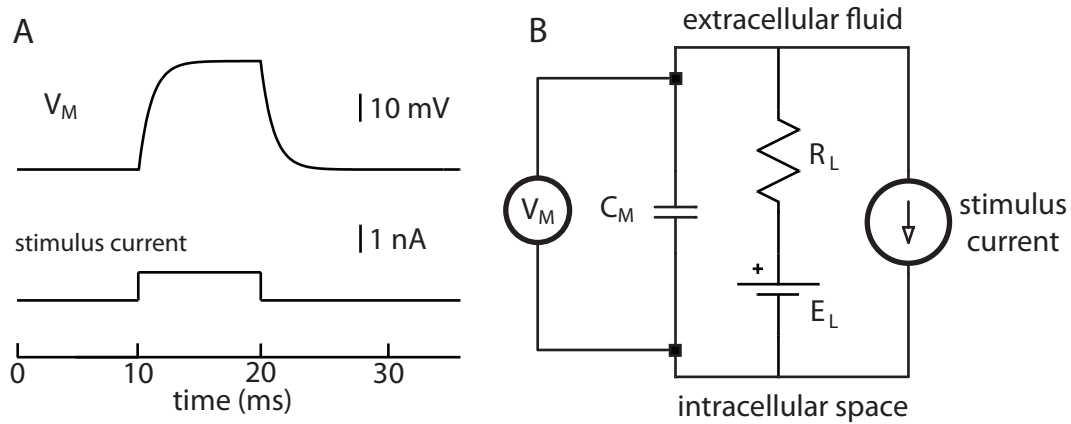 A
V_M
10 mV
stimulus current
1 nA
0 10 20 30
time (ms)
B
extracellular fluid
V_M
C_M
R_L
+
E_L
stimulus
current
intracellular space